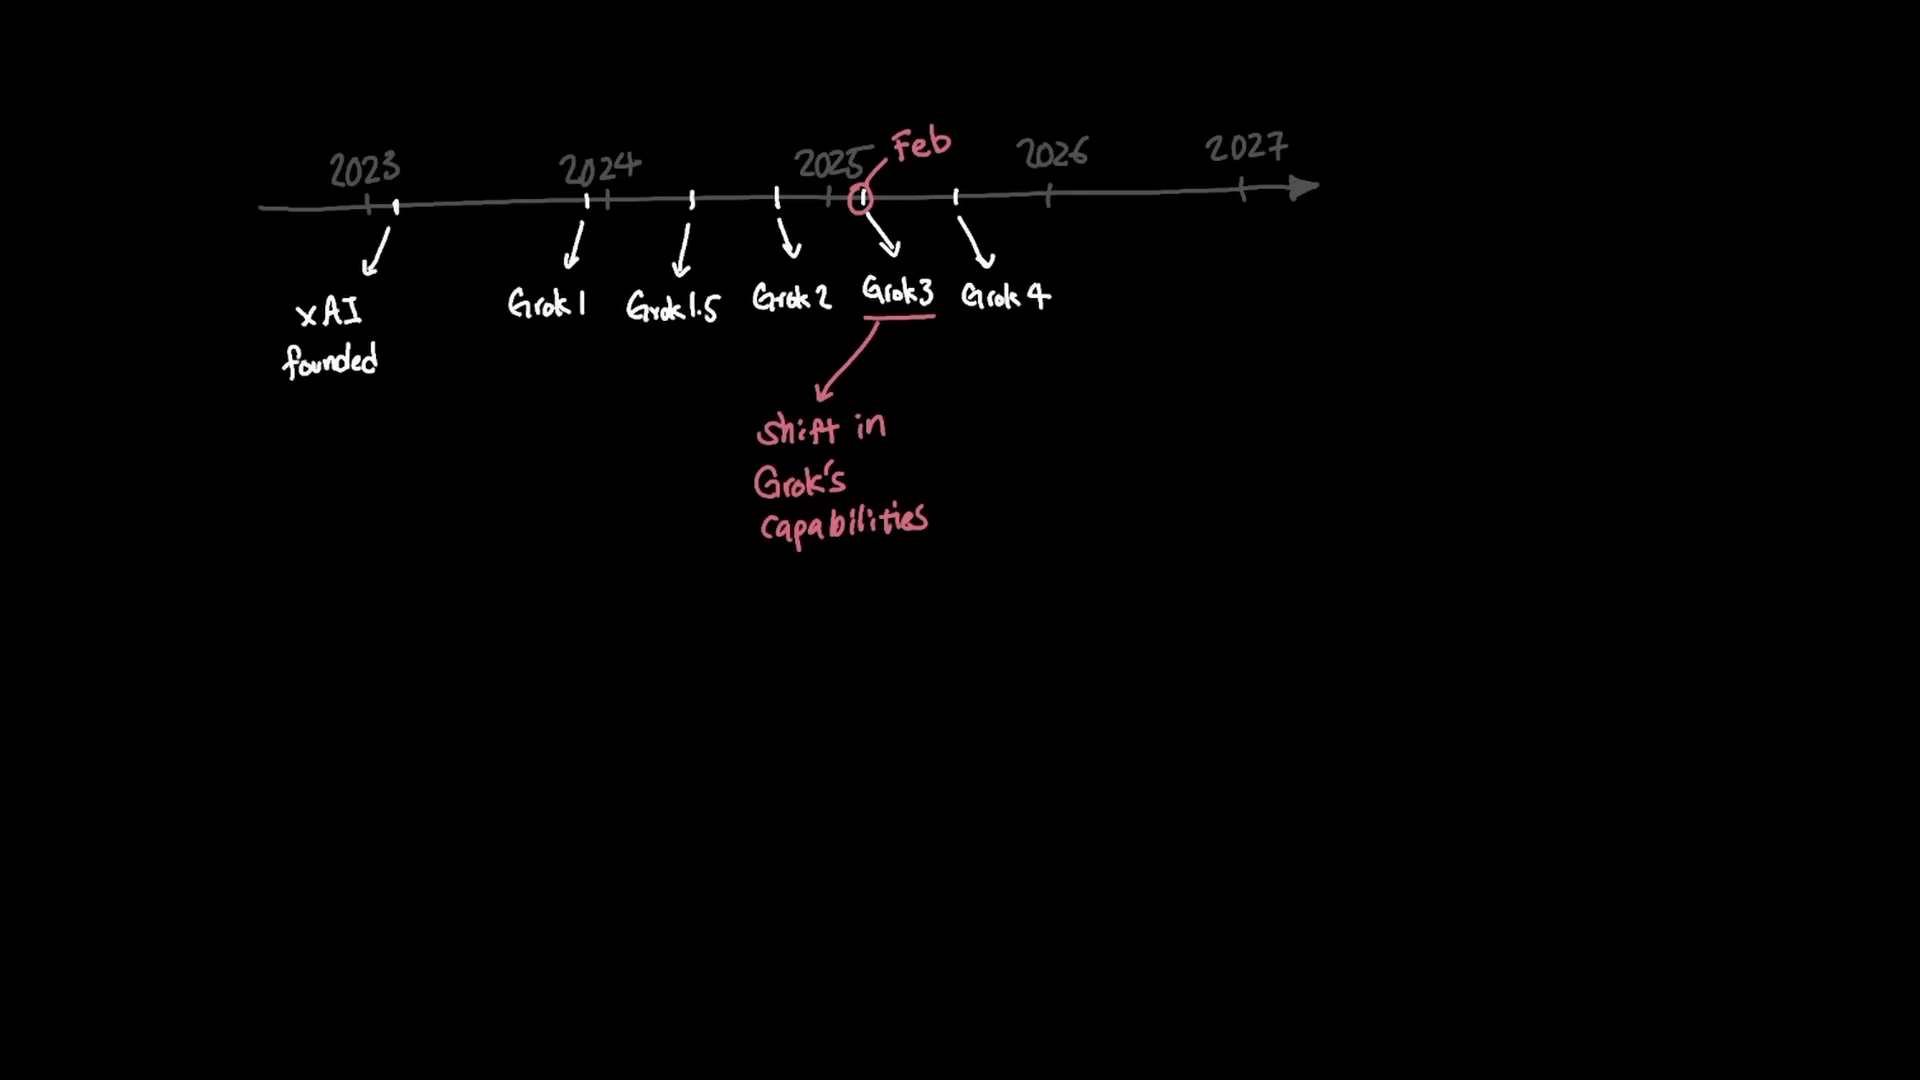 2023
2024
2025
Feb
2026
2027
xAI
founded
Grok 1
Grok 1.5
Grok 2
Grok 3
Grok 4
shift in
Grok's
capabilities